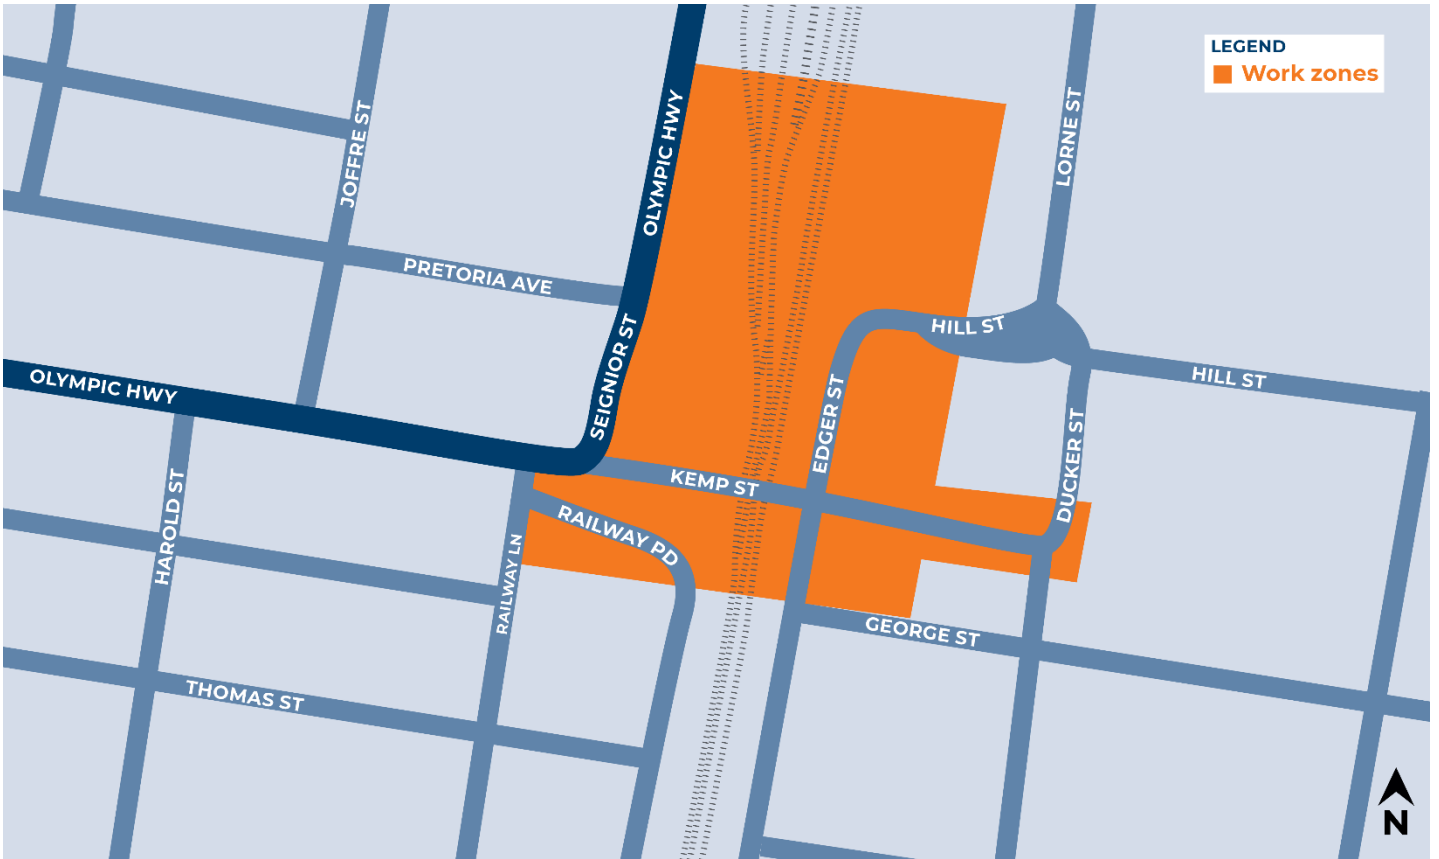 LEGEND
Work zones
JOFFRE ST
OLYMPIC HWY
LORNE ST
PRETORIA AVE
HILL ST
SEIGNIOR ST
OLYMPIC HWY
HILL ST
EDGER ST
DUCKER ST
KEMP ST
HAROLD ST
RAILWAY PD
RAILWAY LN
GEORGE ST
THOMAS ST
N